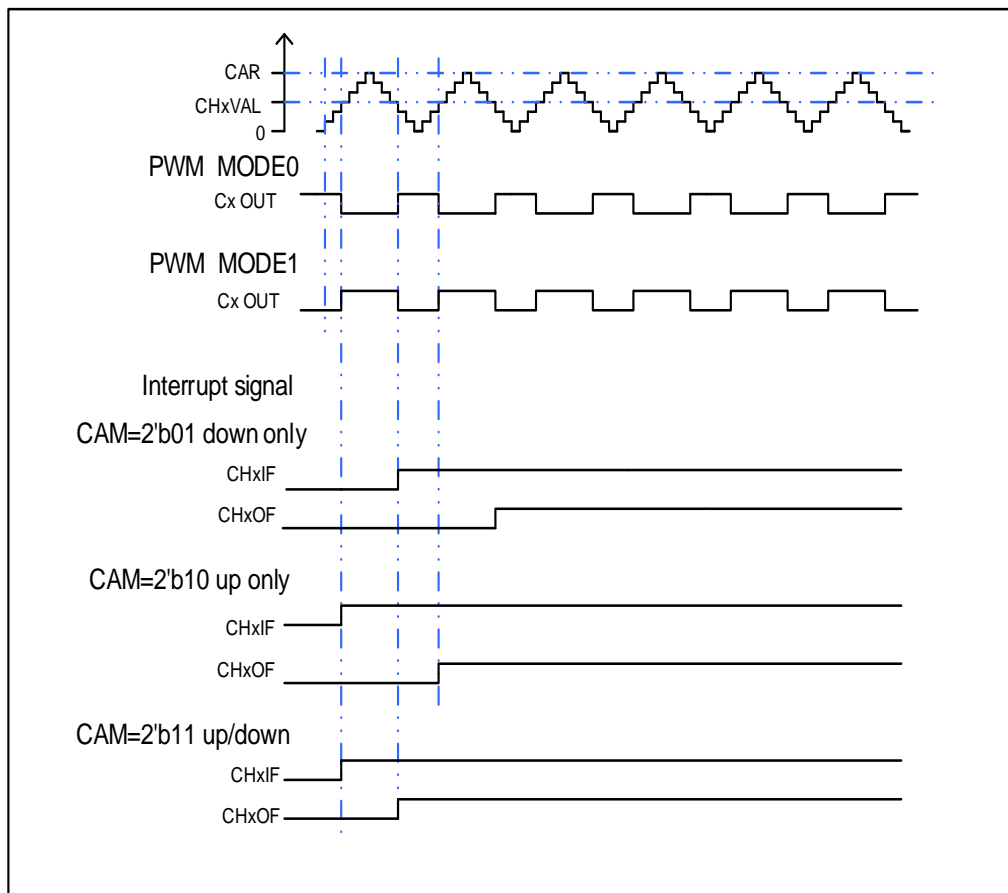 CAR
CHxVAL
0
PWM MODE0
Cx OUT
PWM MODE1
Cx OUT
Interrupt signal
CAM=2'b01 down only
CHxIF
CHxOF
CAM=2'b10 up only
CHxIF
CHxOF
CAM=2'b11 up/down
CHxIF
CHxOF